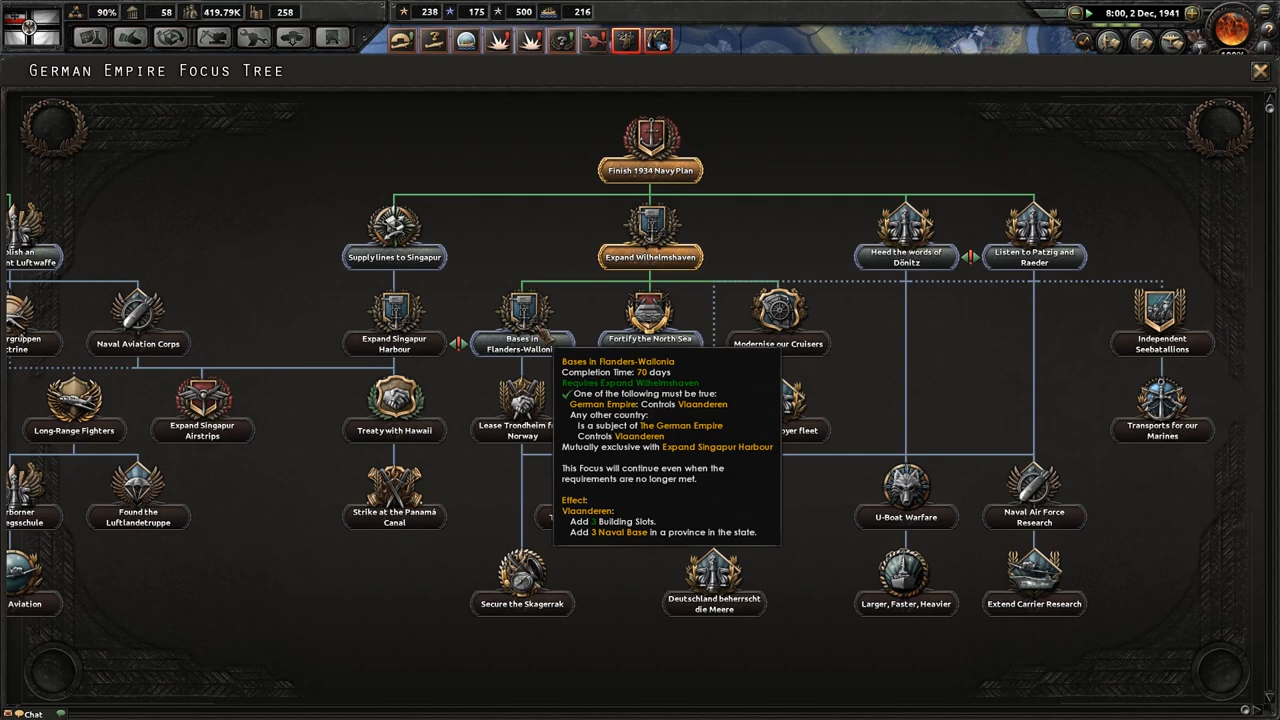 90%
58
419.79K
258
238
175
500
216
8:00, 2 Dec, 1941
German Empire Focus Tree
Finish 1934 Navy Plan
Supply lines to Singapur
Expand Wilhelmshaven
Heed the words of
Dönitz
Listen to Patzig and
Raeder
nt Luftwaffe
Naval Aviation Corps
Expand Singapur
Harbour
Bases in
Flanders-Walloni
Fortify the North Sea
Modernise our Cruisers
Independent
Seebatallions
Long-Range Fighters
Expand Singapur
Airstrips
Treaty with Hawaii
Lease Trondheim f
Norway
oyer fleet
Transports for our
Marines
Found the
Luftlandetruppe
Strike at the Panamá
Canal
U-Boat Warfare
Naval Air Force
Research
Aviation
Secure the Skagerrak
Deutschland beherrscht
die Meere
Larger, Faster, Heavier
Extend Carrier Research
Bases in Flanders-Wallonia
Completion Time: 70 days
Requires Expand Wilhelmshaven
One of the following must be true:
German Empire: Controls Vlaanderen
Any other country:
Is a subject of The German Empire
Controls Vlaanderen
Mutually exclusive with Expand Singapur Harbour
This Focus will continue even when the
requirements are no longer met.
Effect:
Vlaanderen:
Add 3 Building Slots.
Add 3 Naval Base in a province in the state.
Chat